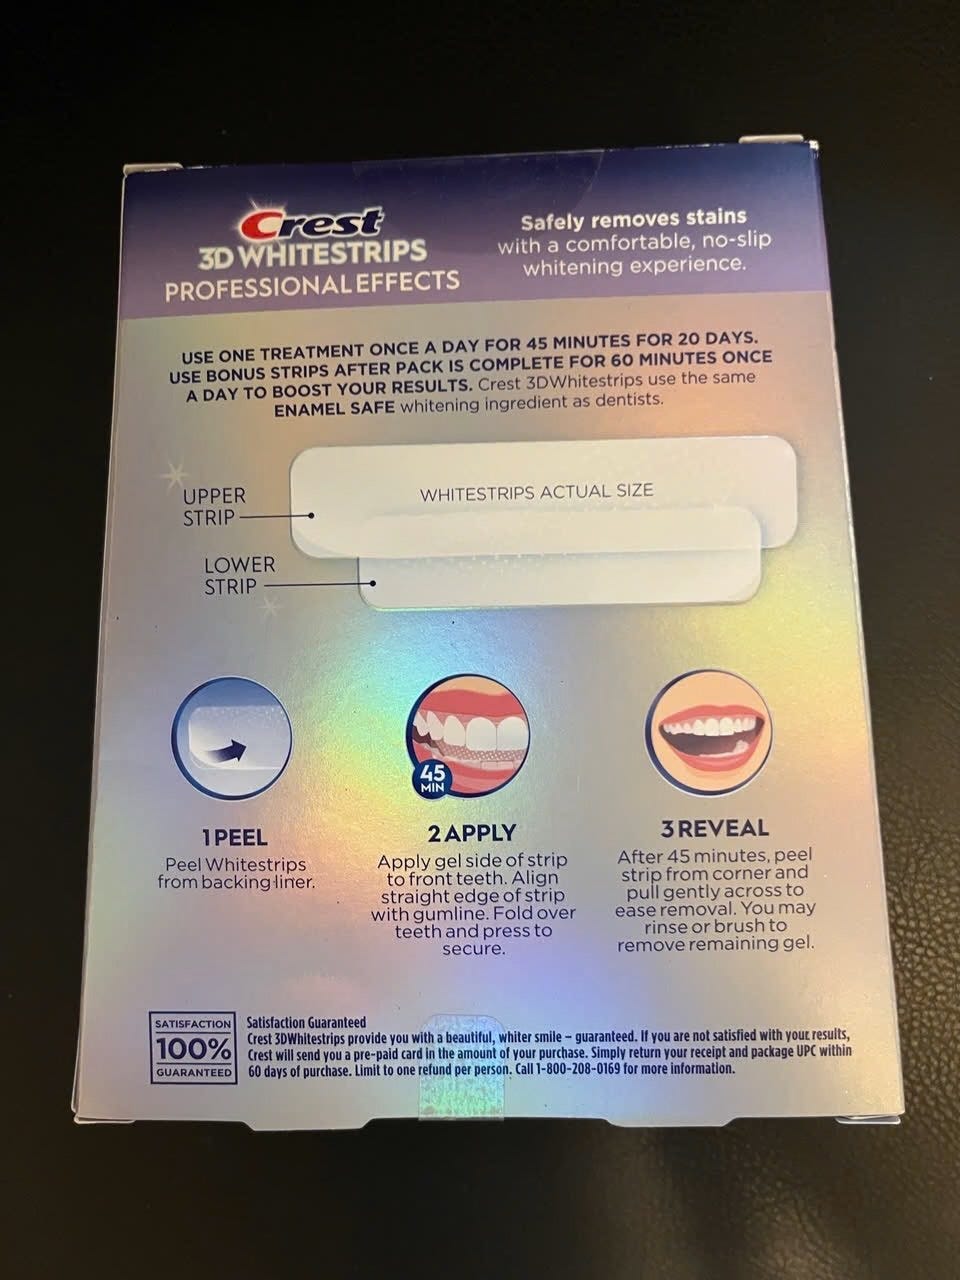 Crest
3D WHITESTRIPS
PROFESSIONAL EFFECTS
Safely removes stains
with a comfortable, no-slip
whitening experience.
USE ONE TREATMENT ONCE A DAY FOR 45 MINUTES FOR 20 DAYS.
USE BONUS STRIPS AFTER PACK IS COMPLETE FOR 60 MINUTES ONCE
A DAY TO BOOST YOUR RESULTS. Crest 3DWhitestrips use the same
ENAMEL SAFE whitening ingredient as dentists.
WHITESTRIPS ACTUAL SIZE
UPPER
STRIP
LOWER
STRIP
45
MIN
1 PEEL
Peel Whitestrips
from backing liner.
2 APPLY
Apply gel side of strip
to front teeth. Align
straight edge of strip
with gumline. Fold over
teeth and press to
secure.
3 REVEAL
After 45 minutes, peel
strip from corner and
pull gently across to
ease removal. You may
rinse or brush to
remove remaining gel.
SATISFACTION
100%
GUARANTEED
Satisfaction Guaranteed
Crest 3DWhitestrips provide you with a beautiful, whiter smile – guaranteed. If you are not satisfied with your results,
Crest will send you a pre-paid card in the amount of your purchase. Simply return your receipt and package UPC within
60 days of purchase. Limit to one refund per person. Call 1-800-208-0169 for more information.